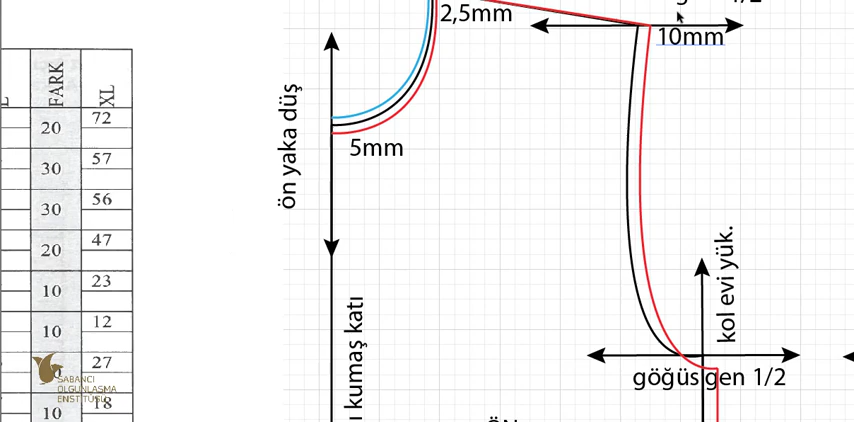 FARK
XL
72
20
57
30
56
30
47
20
23
10
12
10
27
18
10
SABANCI
OLGUNLAŞMA
ENSTİTÜSÜ
2,5mm
10mm
ön yaka düş
5mm
kol evi yük.
göğüs gen 1/2
kumaş katı
ÖN